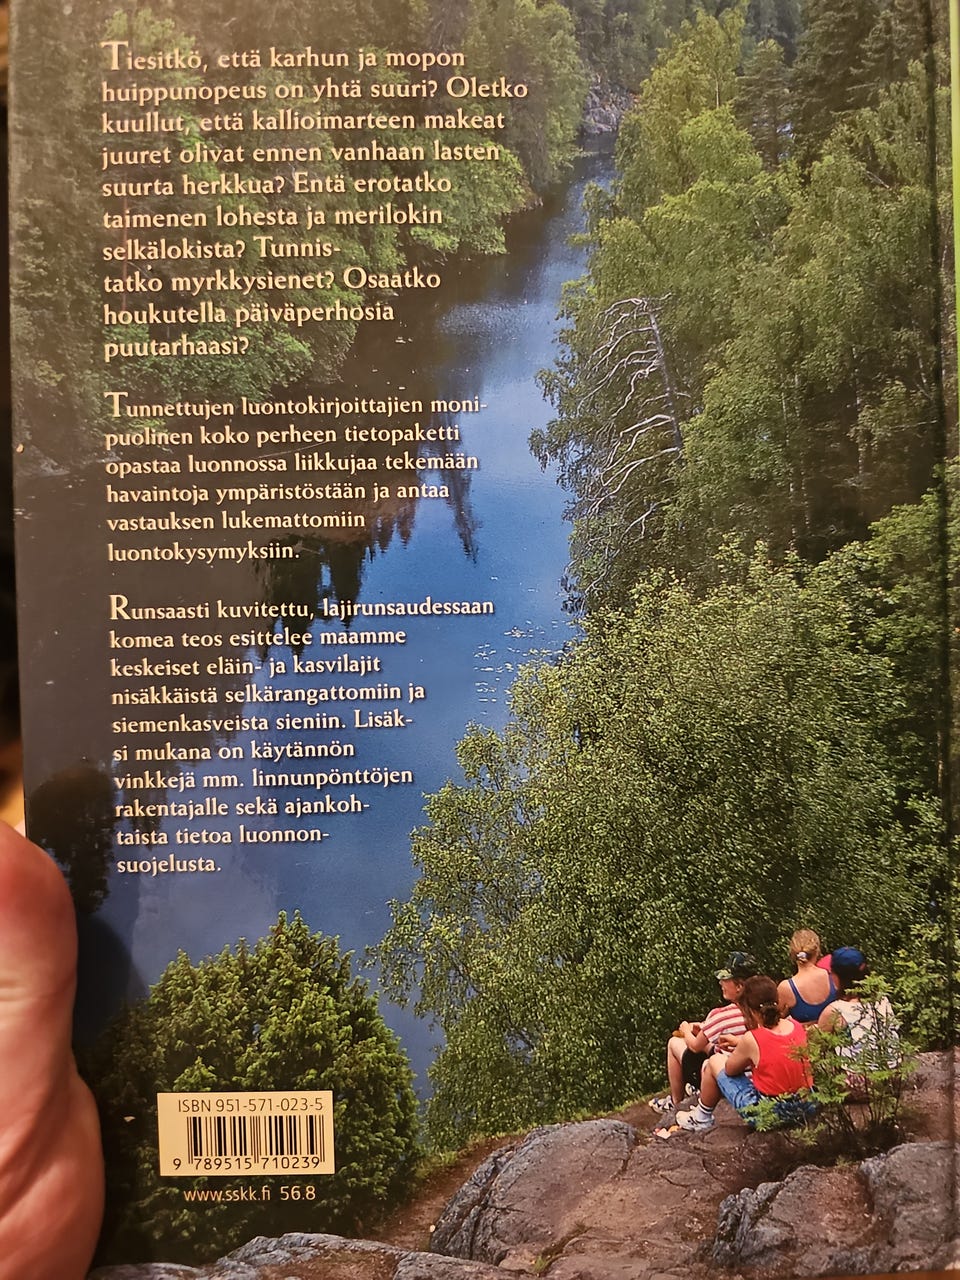 Tiesitkö, että karhun ja mopon
huippunopeus on yhtä suuri? Oletko
kuullut, että kallioimarteen makeat
juuret olivat ennen vanhaan lasten
suurta herkkua? Entä erotatko
taimenen lohesta ja merilokin
selkälokista? Tunnis-
tatko myrkkysienet? Osaatko
houkutella päiväperhosia
puutarhaasi?
Tunnettujen luontokirjoittajien moni-
puolinen koko perheen tietopaketti
opastaa luonnossa liikkujaa tekemään
havaintoja ympäristöstään ja antaa
vastauksen lukemattomiin
luontokysymyksiin.
Runsaasti kuvitettu, lajirunsaudessaan
komea teos esittelee maamme
keskeiset eläin- ja kasvilajit
nisäkkäistä selkärangattomiin ja
siemenkasveista sieniin. Lisäk-
si mukana on käytännön
vinkkejä mm. linnunpönttöjen
rakentajalle sekä ajankoh-
taista tietoa luonnon-
suojelusta.
ISBN 951-571-023-5
9 789515 710239
www.sskk.fi 56.8